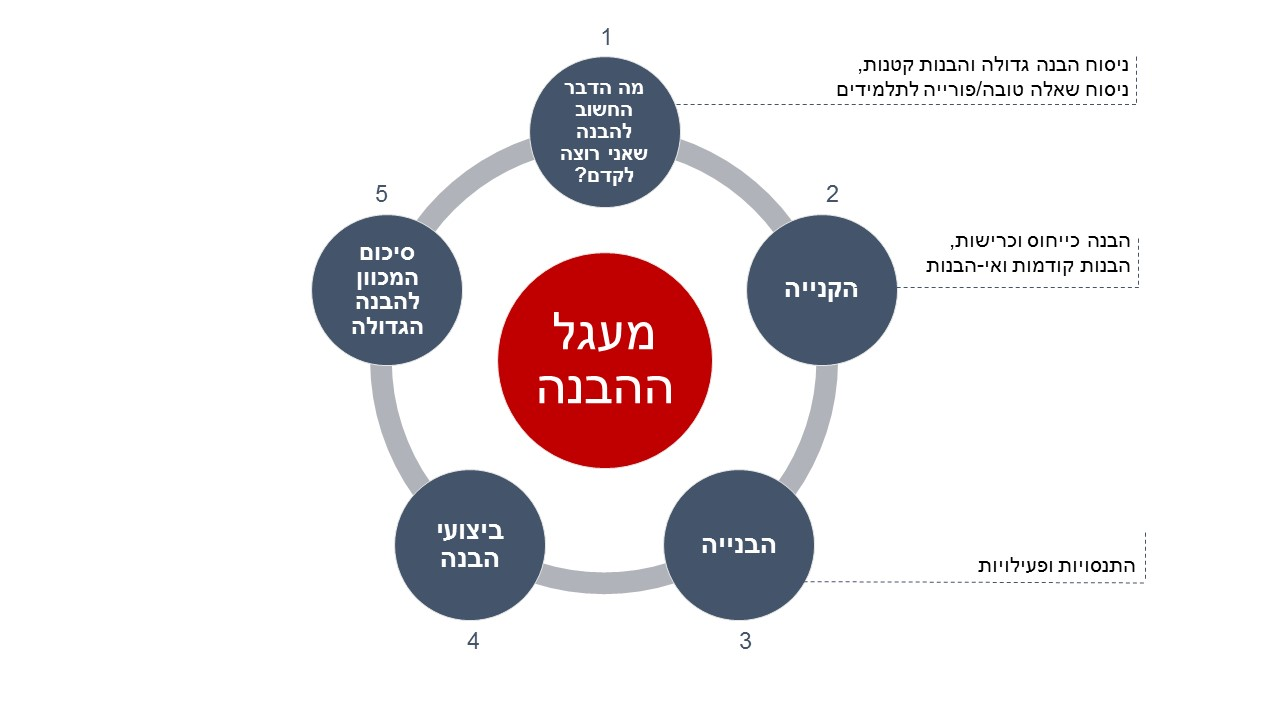 1
מה הדבר
החשוב
להבנה
שאני רוצה
לקדם?
ניסוח הבנה גדולה והבנות קטנות,
ניסוח שאלה טובה/פורייה לתלמידים
2
הקנייה
הבנה כייחוס וכרישות,
הבנות קודמות ואי-הבנות
3
הבנייה
התנסויות ופעילויות
4
ביצועי
הבנה
5
סיכום
המכוון
להבנה
הגדולה
מעגל
ההבנה